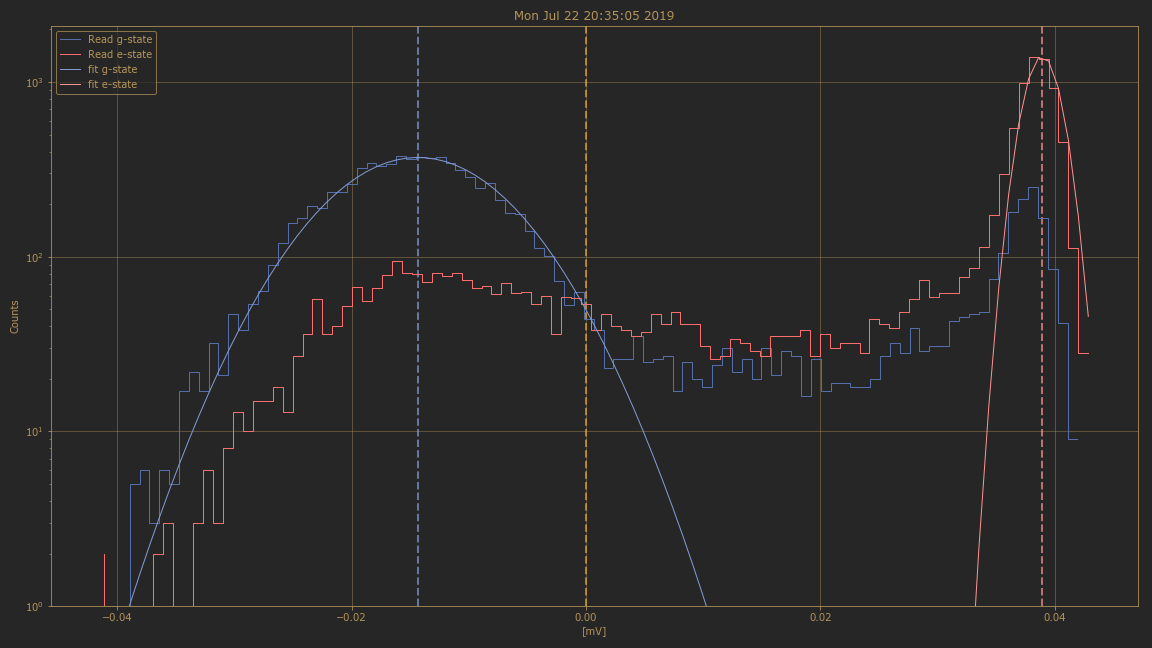 Mon Jul 22 20:35:05 2019
Read g-state
Read e-state
fit g-state
fit e-state
10³
10²
10¹
10⁰
Counts
−0.04
−0.02
0.00
0.02
0.04
[mV]